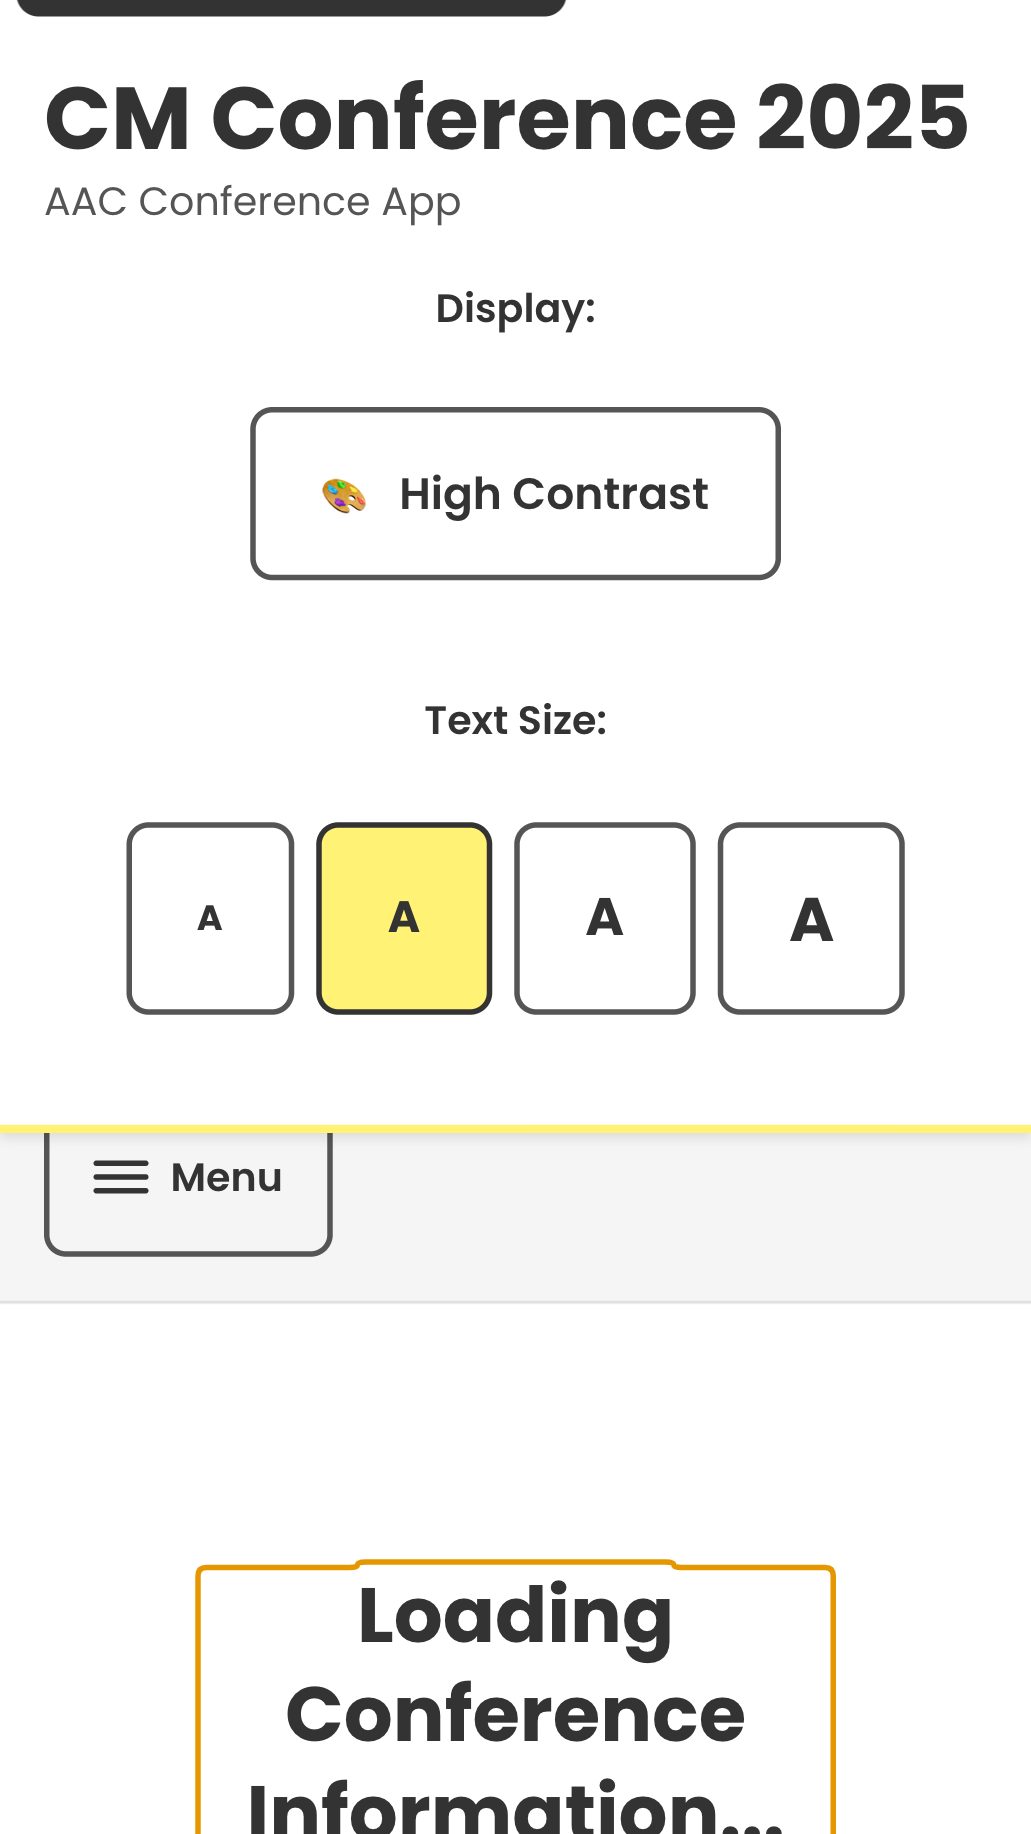 CM Conference 2025
AAC Conference App
Display:
🎨 High Contrast
Text Size:
A A A A
Menu
Loading
Conference
Information...